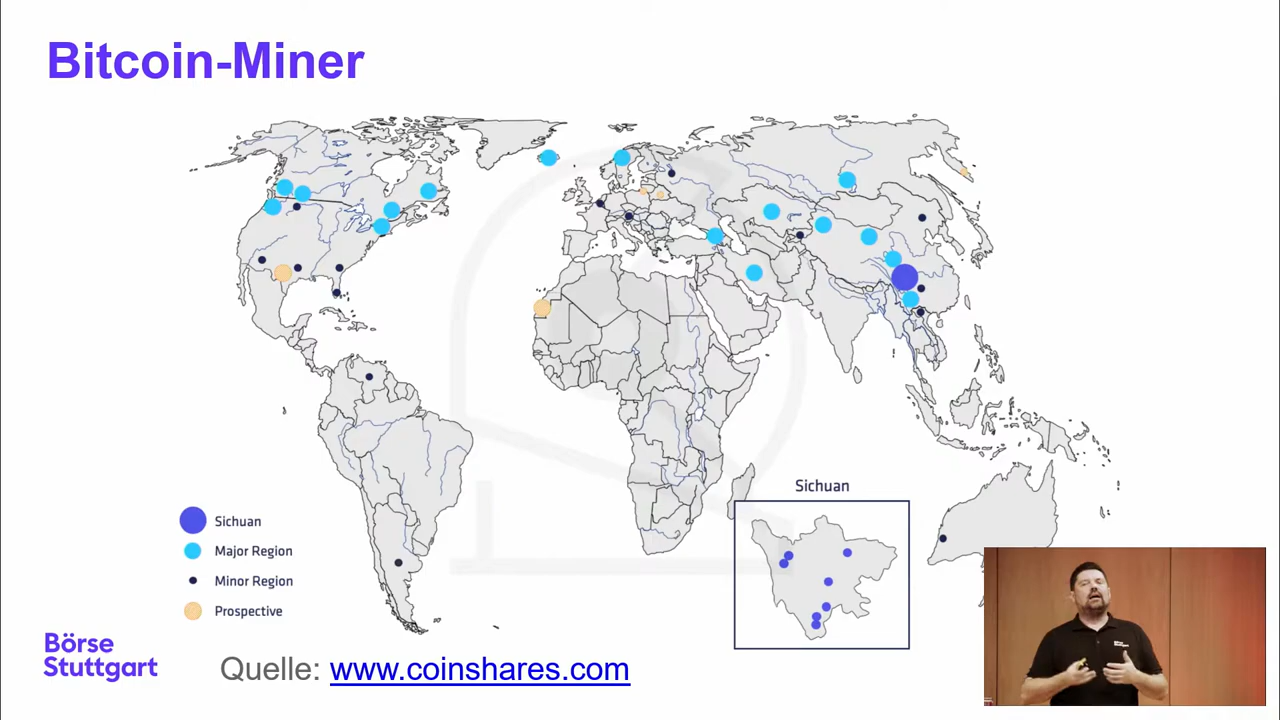 Bitcoin-Miner
Sichuan
Sichuan
Major Region
Minor Region
Prospective
Börse
Stuttgart
Quelle: www.coinshares.com